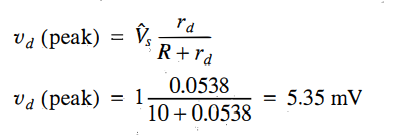 v_d (peak) = V̂_s r_d / (R + r_d)
v_d (peak) = 1 0.0538 / (10 + 0.0538) = 5.35 mV